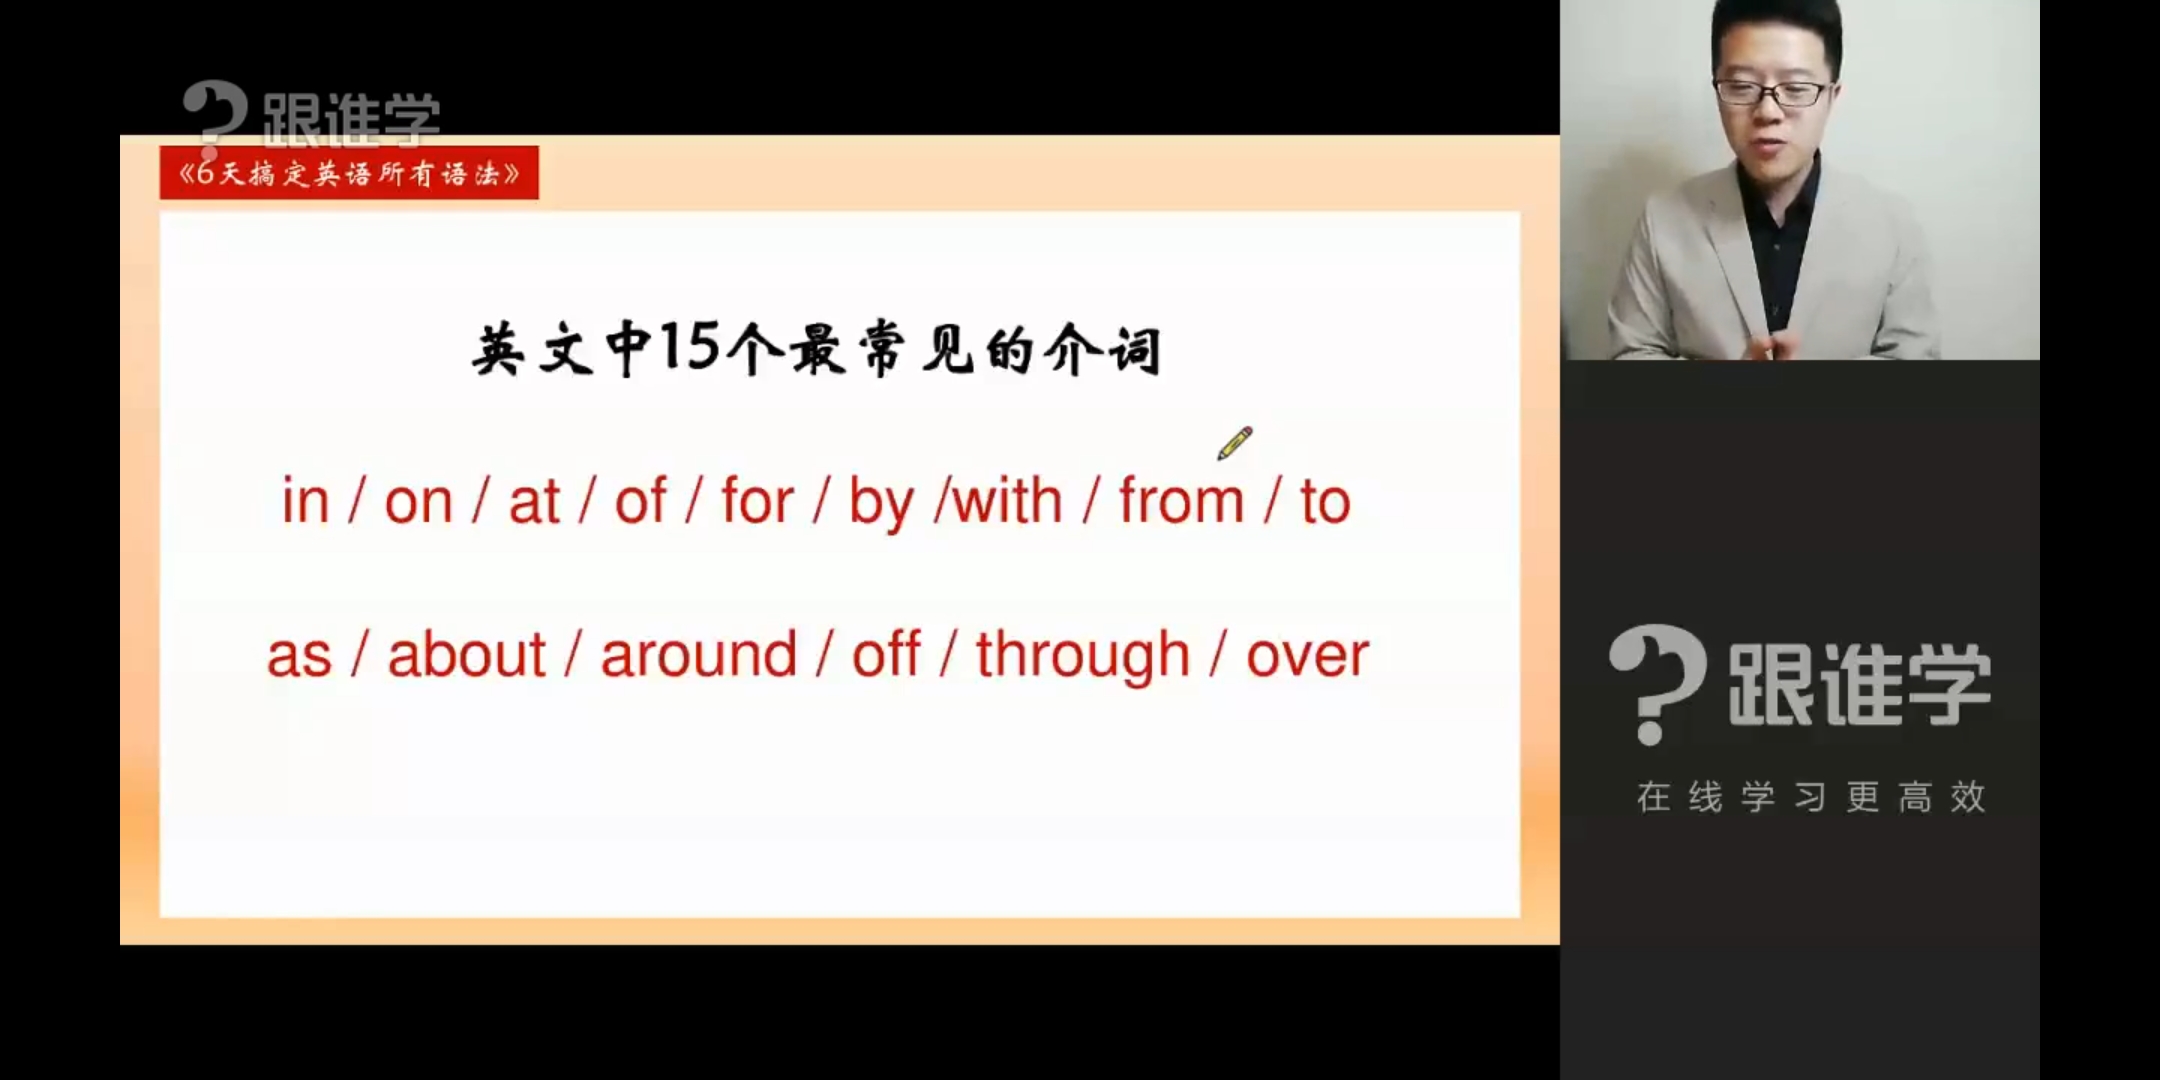 跟谁学
《6天搞定英语所有语法》
英文中15个最常见的介词
in / on / at / of / for / by /with / from / to
as / about / around / off / through / over
跟谁学
在线学习更高效